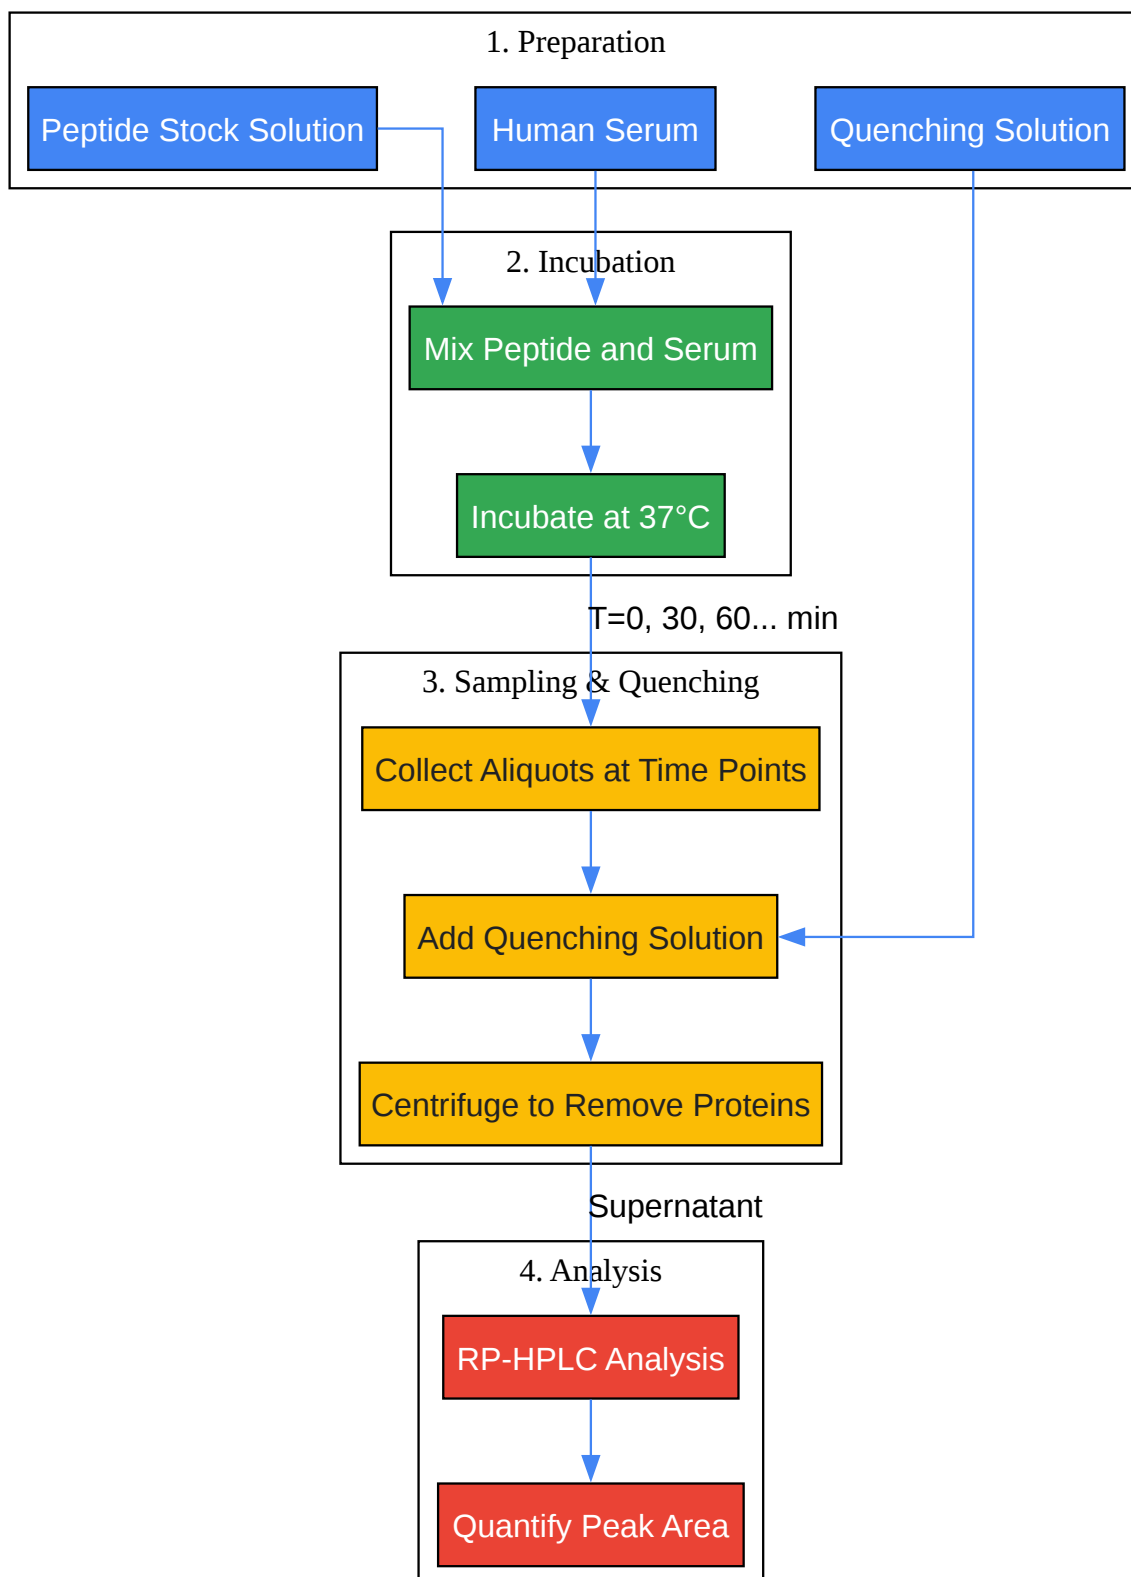 1. Preparation
Peptide Stock Solution
Human Serum
Quenching Solution
2. Incubation
Mix Peptide and Serum
Incubate at 37°C
T=0, 30, 60... min
3. Sampling & Quenching
Collect Aliquots at Time Points
Add Quenching Solution
Centrifuge to Remove Proteins
Supernatant
4. Analysis
RP-HPLC Analysis
Quantify Peak Area